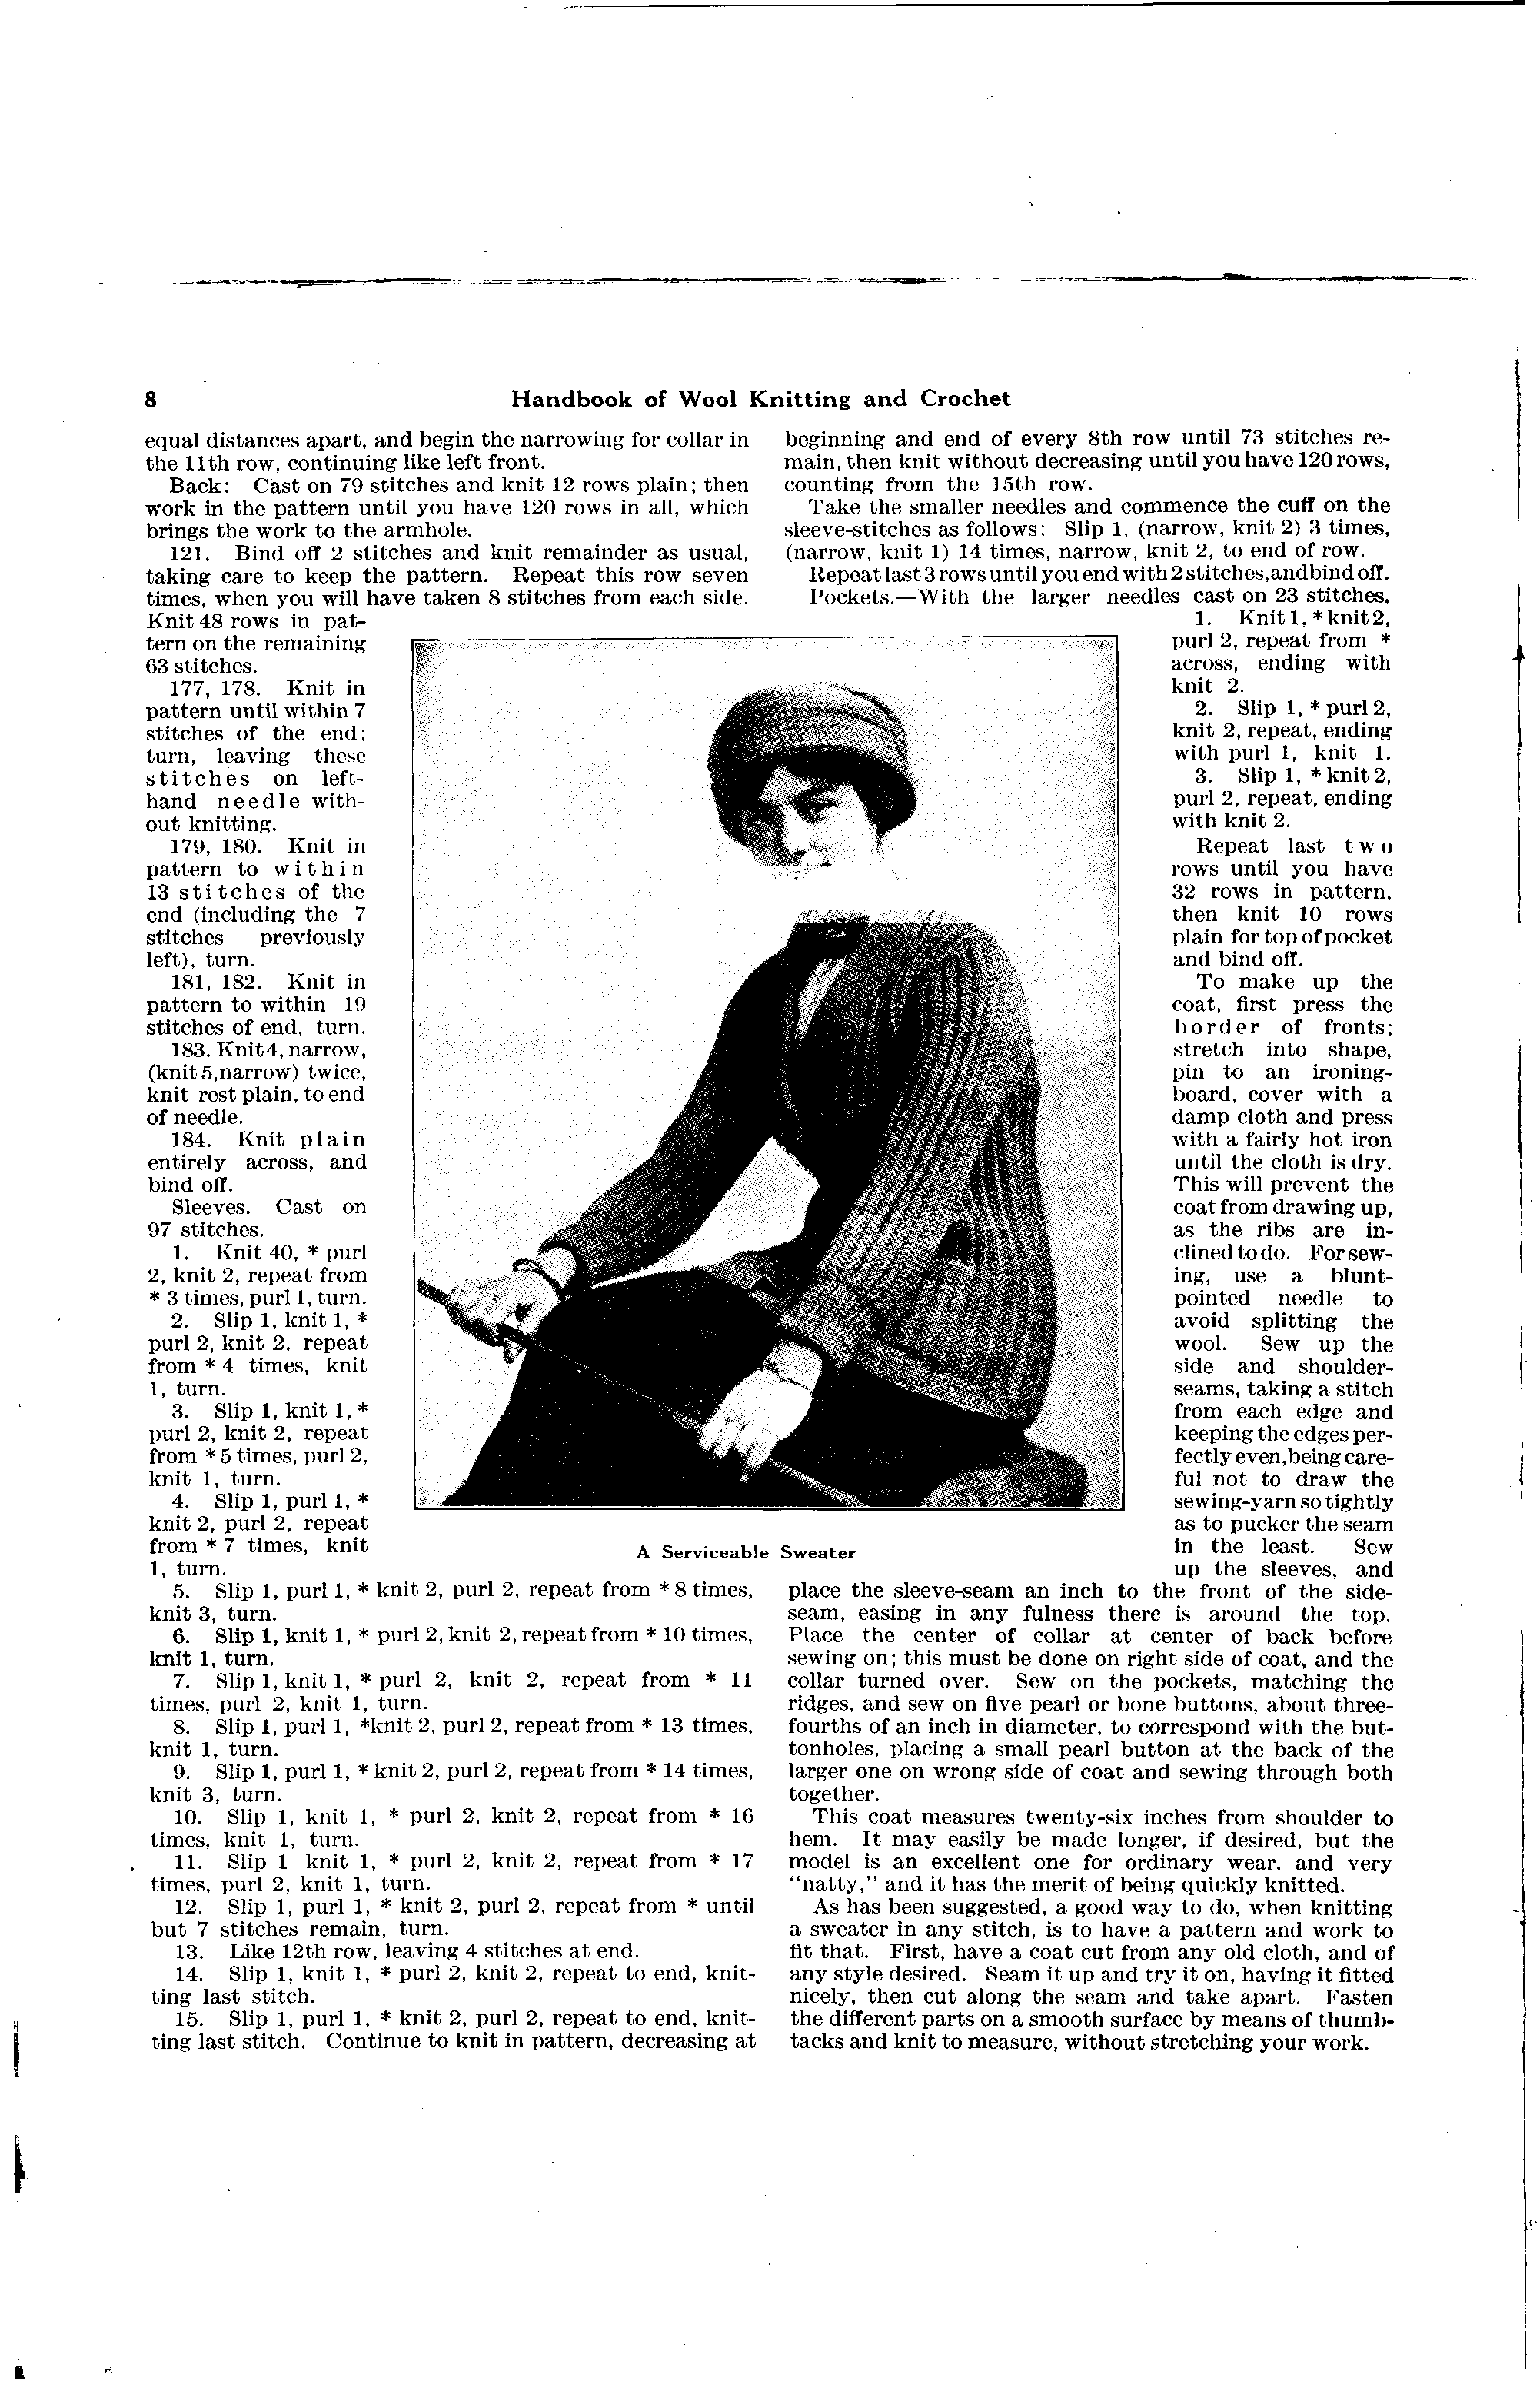 8
Handbook of Wool Knitting and Crochet
equal distances apart, and begin the narrowing for collar in
the 11th row, continuing like left front.
Back: Cast on 79 stitches and knit 12 rows plain; then
work in the pattern until you have 120 rows in all, which
brings the work to the armhole.
121. Bind off 2 stitches and knit remainder as usual,
taking care to keep the pattern. Repeat this row seven
times, when you will have taken 8 stitches from each side.
Knit 48 rows in pat-
tern on the remaining
63 stitches.
177, 178. Knit in
pattern until within 7
stitches of the end;
turn, leaving these
stitches on left-
hand needle with-
out knitting.
179, 180. Knit in
pattern to within
13 stitches of the
end (including the 7
stitches previously
left), turn.
181, 182. Knit in
pattern to within 19
stitches of end, turn.
183. Knit 4, narrow,
(knit 5, narrow) twice,
knit rest plain, to end
of needle.
184. Knit plain
entirely across, and
bind off.
Sleeves. Cast on
97 stitches.
1. Knit 40, * purl
2, knit 2, repeat from
* 3 times, purl 1, turn.
2. Slip 1, knit 1, *
purl 2, knit 2, repeat
from * 4 times, knit
1, turn.
3. Slip 1, knit 1, *
purl 2, knit 2, repeat
from * 5 times, purl 2,
knit 1, turn.
4. Slip 1, purl 1, *
knit 2, purl 2, repeat
from * 7 times, knit
1, turn.
5. Slip 1, purl 1, * knit 2, purl 2, repeat from * 8 times,
knit 3, turn.
6. Slip 1, knit 1, * purl 2, knit 2, repeat from * 10 times,
knit 1, turn.
7. Slip 1, knit 1, * purl 2, knit 2, repeat from * 11
times, purl 2, knit 1, turn.
8. Slip 1, purl 1, *knit 2, purl 2, repeat from * 13 times,
knit 1, turn.
9. Slip 1, purl 1, * knit 2, purl 2, repeat from * 14 times,
knit 3, turn.
10. Slip 1, knit 1, * purl 2, knit 2, repeat from * 16
times, knit 1, turn.
11. Slip 1 knit 1, * purl 2, knit 2, repeat from * 17
times, purl 2, knit 1, turn.
12. Slip 1, purl 1, * knit 2, purl 2, repeat from * until
but 7 stitches remain, turn.
13. Like 12th row, leaving 4 stitches at end.
14. Slip 1, knit 1, * purl 2, knit 2, repeat to end, knit-
ting last stitch.
15. Slip 1, purl 1, * knit 2, purl 2, repeat to end, knit-
ting last stitch. Continue to knit in pattern, decreasing at
beginning and end of every 8th row until 73 stitches re-
main, then knit without decreasing until you have 120 rows,
counting from the 15th row.
Take the smaller needles and commence the cuff on the
sleeve-stitches as follows: Slip 1, (narrow, knit 2) 3 times,
(narrow, knit 1) 14 times, narrow, knit 2, to end of row.
Repeat last 3 rows until you end with 2 stitches, and bind off.
Pockets.—With the larger needles cast on 23 stitches.
1. Knit 1, * knit 2,
purl 2, repeat from *
across, ending with
knit 2.
2. Slip 1, * purl 2,
knit 2, repeat, ending
with purl 1, knit 1.
3. Slip 1, * knit 2,
purl 2, repeat, ending
with knit 2.
Repeat last two
rows until you have
32 rows in pattern,
then knit 10 rows
plain for top of pocket
and bind off.
To make up the
coat, first press the
border of fronts;
stretch into shape,
pin to an ironing-
board, cover with a
damp cloth and press
with a fairly hot iron
until the cloth is dry.
This will prevent the
coat from drawing up,
as the ribs are in-
clined to do. For sew-
ing, use a blunt-
pointed needle to
avoid splitting the
wool. Sew up the
side and shoulder-
seams, taking a stitch
from each edge and
keeping the edges per-
fectly even, being care-
ful not to draw the
sewing-yarn so tightly
as to pucker the seam
in the least. Sew
up the sleeves, and
place the sleeve-seam an inch to the front of the side-
seam, easing in any fulness there is around the top.
Place the center of collar at center of back before
sewing on; this must be done on right side of coat, and the
collar turned over. Sew on the pockets, matching the
ridges, and sew on five pearl or bone buttons, about three-
fourths of an inch in diameter, to correspond with the but-
tonholes, placing a small pearl button at the back of the
larger one on wrong side of coat and sewing through both
together.
This coat measures twenty-six inches from shoulder to
hem. It may easily be made longer, if desired, but the
model is an excellent one for ordinary wear, and very
"natty," and it has the merit of being quickly knitted.
As has been suggested, a good way to do, when knitting
a sweater in any stitch, is to have a pattern and work to
fit that. First, have a coat cut from any old cloth, and of
any style desired. Seam it up and try it on, having it fitted
nicely, then cut along the seam and take apart. Fasten
the different parts on a smooth surface by means of thumb-
tacks and knit to measure, without stretching your work.
A Serviceable Sweater